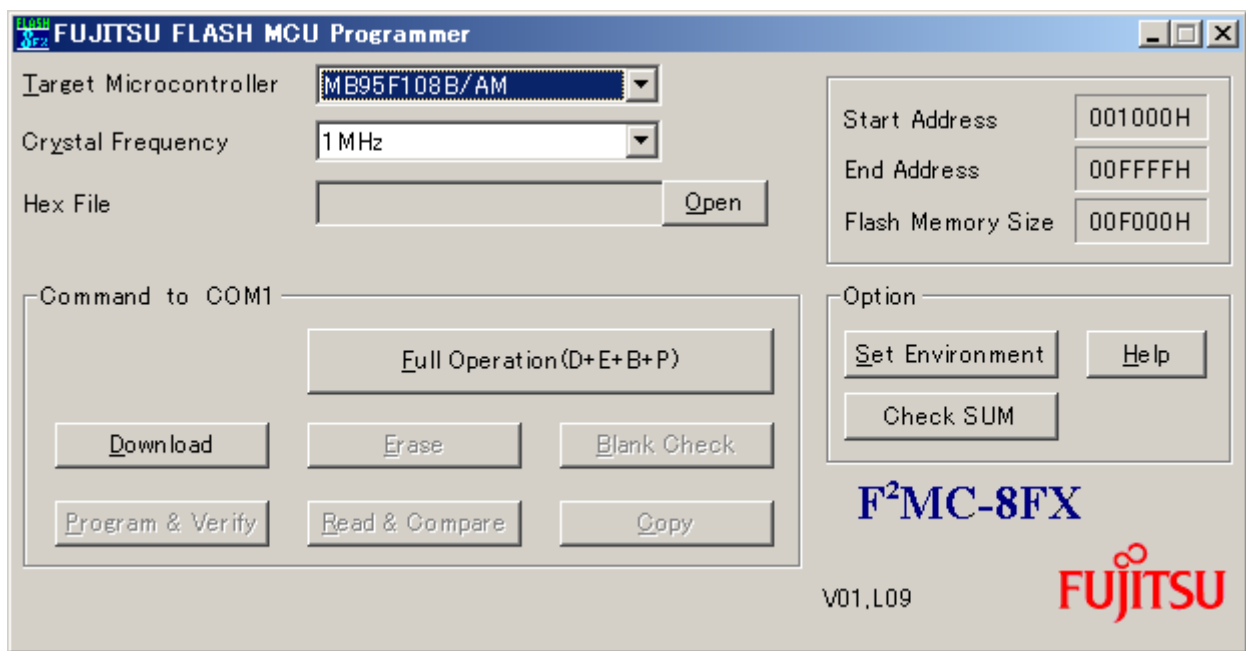 FLASH
8FX
FUJITSU FLASH MCU Programmer
Target Microcontroller
MB95F108B/AM
Crystal Frequency
1MHz
Hex File
Open
Start Address
001000H
End Address
00FFFFH
Flash Memory Size
00F000H
Command to COM1
Full Operation(D+E+B+P)
Download
Erase
Blank Check
Program & Verify
Read & Compare
Copy
Option
Set Environment
Help
Check SUM
F²MC-8FX
V01,L09
FUJITSU